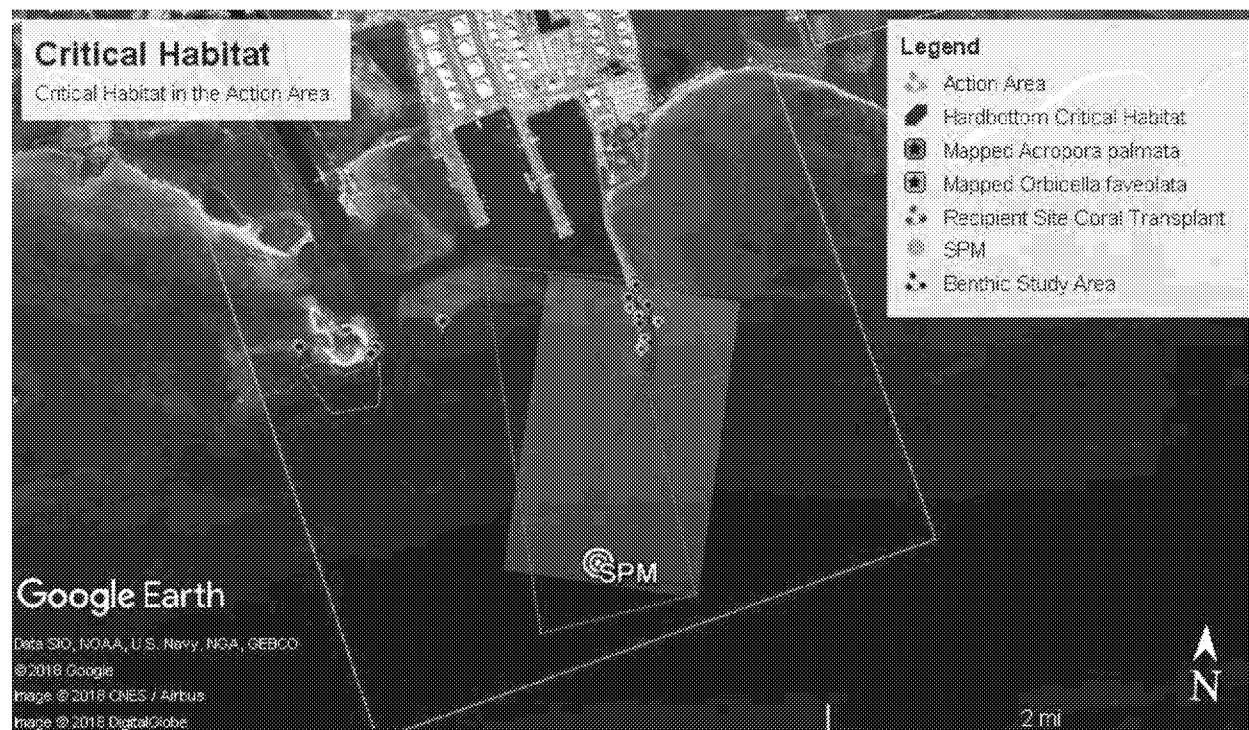 Critical Habitat
Critical Habitat in the Action Area
Legend
Action Area
Hardbottom Critical Habitat
Mapped Acropora palmata
Mapped Orbicella faveolata
Recipient Site Coral Transplant
SPM
Benthic Study Area
SPM
Google Earth
Data SIO, NOAA, U.S. Navy, NGA, GEBCO
© 2018 Google
Image © 2018 CNES / Airbus
Image © 2018 DigitalGlobe
2 mi
N